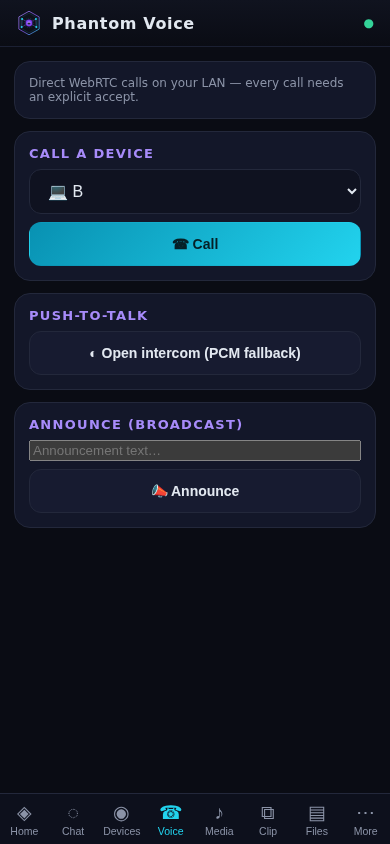 Phantom Voice
Direct WebRTC calls on your LAN — every call needs
an explicit accept.
CALL A DEVICE
💻 B
☎ Call
PUSH-TO-TALK
Open intercom (PCM fallback)
ANNOUNCE (BROADCAST)
Announcement text…
📣 Announce
Home Chat Devices Voice Media Clip Files More